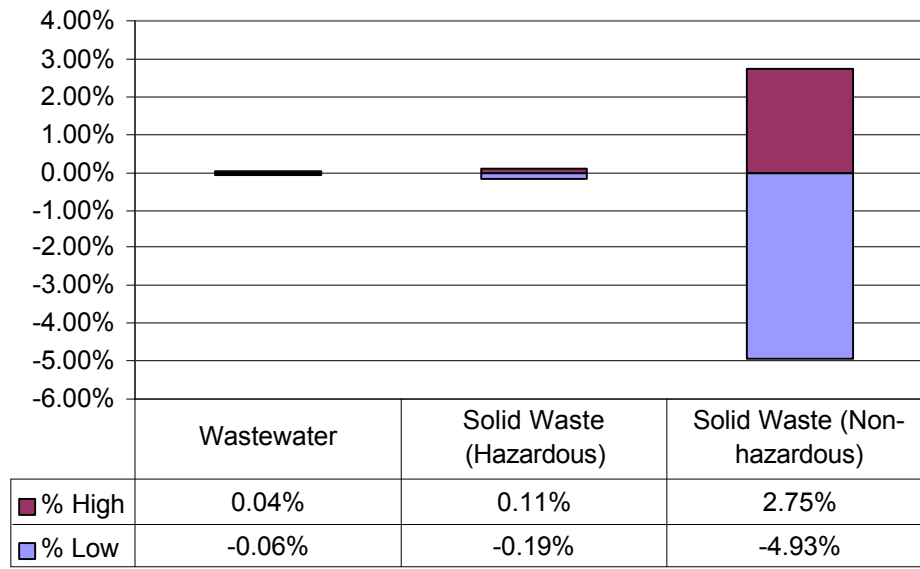 4.00%
3.00%
2.00%
1.00%
0.00%
-1.00%
-2.00%
-3.00%
-4.00%
-5.00%
-6.00%
Wastewater
Solid Waste
(Hazardous)
Solid Waste (Non-
hazardous)
% High 0.04% 0.11% 2.75%
% Low -0.06% -0.19% -4.93%